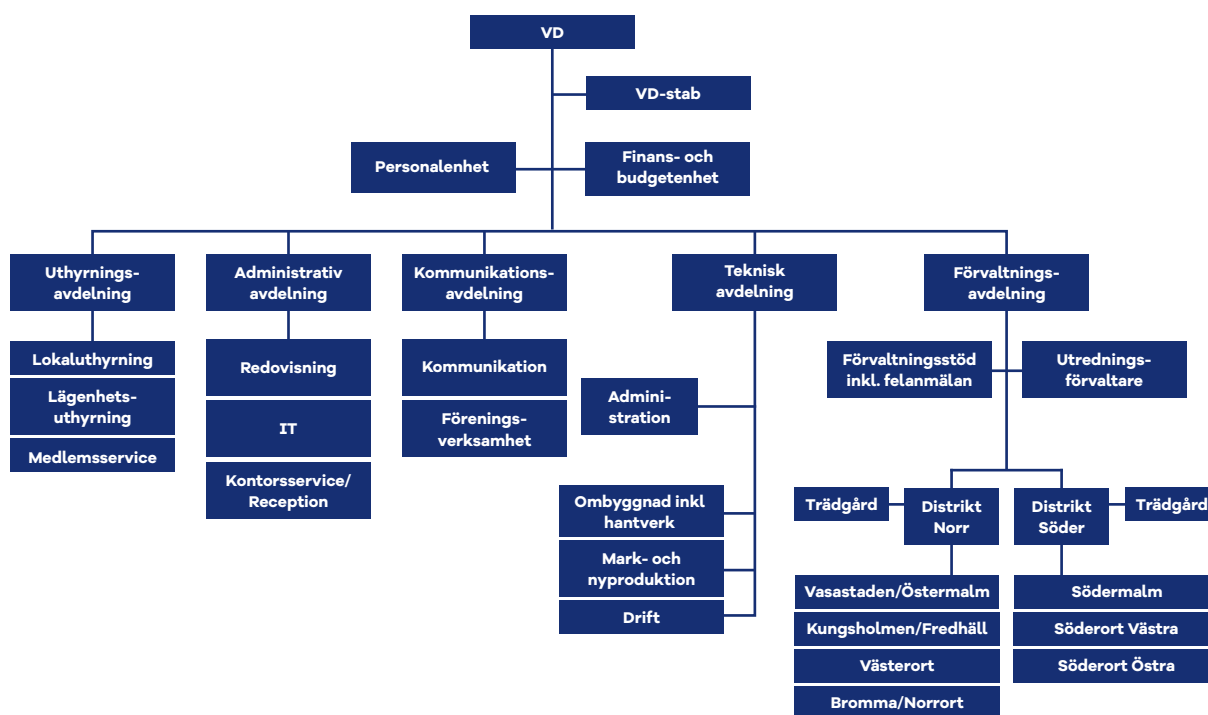 VD
VD-stab
Personalenhet
Finans- och
budgetenhet
Uthyrnings-
avdelning
Lokaluthyrning
Lägenhets-
uthyrning
Medlemsservice
Administrativ
avdelning
Redovisning
IT
Kontorsservice/
Reception
Kommunikations-
avdelning
Kommunikation
Förenings-
verksamhet
Teknisk
avdelning
Admini-
stration
Ombyggnad inkl
hantverk
Mark- och
nyproduktion
Drift
Förvaltnings-
avdelning
Förvaltningsstöd
inkl. felanmälan
Utrednings-
förvaltare
Trädgård
Distrikt
Norr
Distrikt
Söder
Trädgård
Vasastaden/Östermalm
Kungsholmen/Fredhäll
Västerort
Bromma/Norrort
Södermalm
Söderort Västra
Söderort Östra